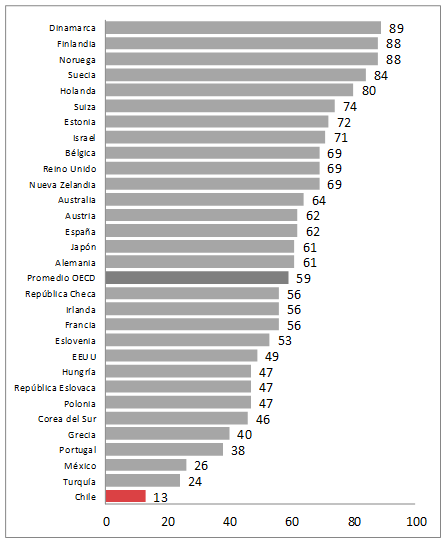 Dinamarca 89
Finlandia 88
Noruega 88
Suecia 84
Holanda 80
Suiza 74
Estonia 72
Israel 71
Bélgica 69
Reino Unido 69
Nueva Zelandia 69
Australia 64
Austria 62
España 62
Japón 61
Alemania 61
Promedio OECD 59
República Checa 56
Irlanda 56
Francia 56
Eslovenia 53
EEUU 49
Hungría 47
República Eslovaca 47
Polonia 47
Corea del Sur 46
Grecia 40
Portugal 38
México 26
Turquía 24
Chile 13
0 20 40 60 80 100